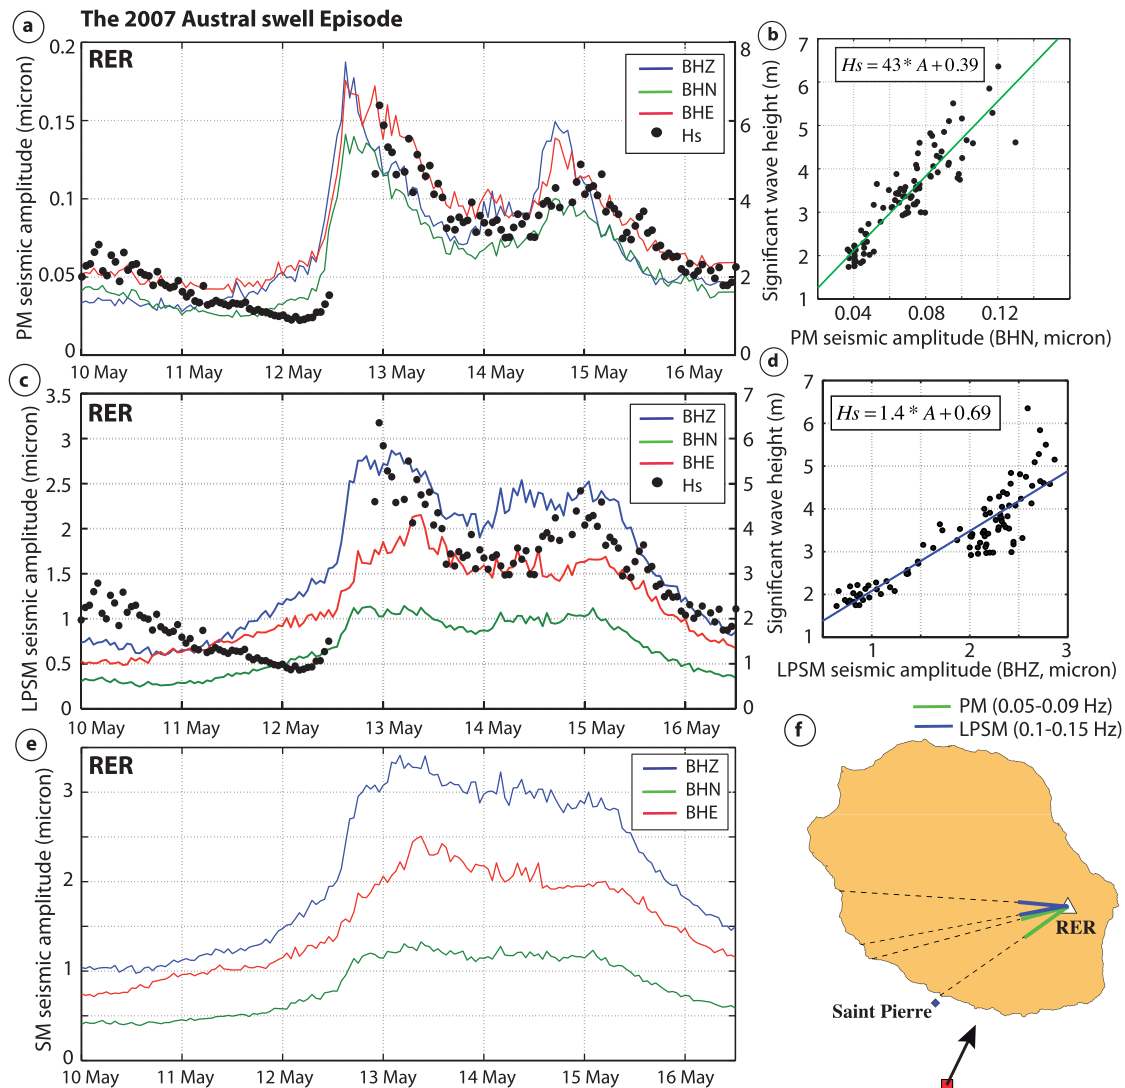 The 2007 Austral swell Episode
a
RER
PM seismic amplitude (micron)
0.2
0.15
0.1
0.05
0
8
6
4
2
0
BHZ
BHN
BHE
Hs
10 May 11 May 12 May 13 May 14 May 15 May 16 May
b
Hs = 43* A + 0.39
Significant wave height (m)
7
6
5
4
3
2
1
0.04 0.08 0.12
PM seismic amplitude (BHN, micron)
c
RER
LPSM seismic amplitude (micron)
3.5
3
2.5
2
1.5
1
0.5
0
7
6
5
4
3
2
1
0
BHZ
BHN
BHE
Hs
10 May 11 May 12 May 13 May 14 May 15 May 16 May
d
Hs = 1.4 * A + 0.69
Significant wave height (m)
7
6
5
4
3
2
1
1 2 3
LPSM seismic amplitude (BHZ, micron)
e
RER
SM seismic amplitude (micron)
3
2
1
0
BHZ
BHN
BHE
10 May 11 May 12 May 13 May 14 May 15 May 16 May
f
PM (0.05-0.09 Hz)
LPSM (0.1-0.15 Hz)
RER
Saint Pierre